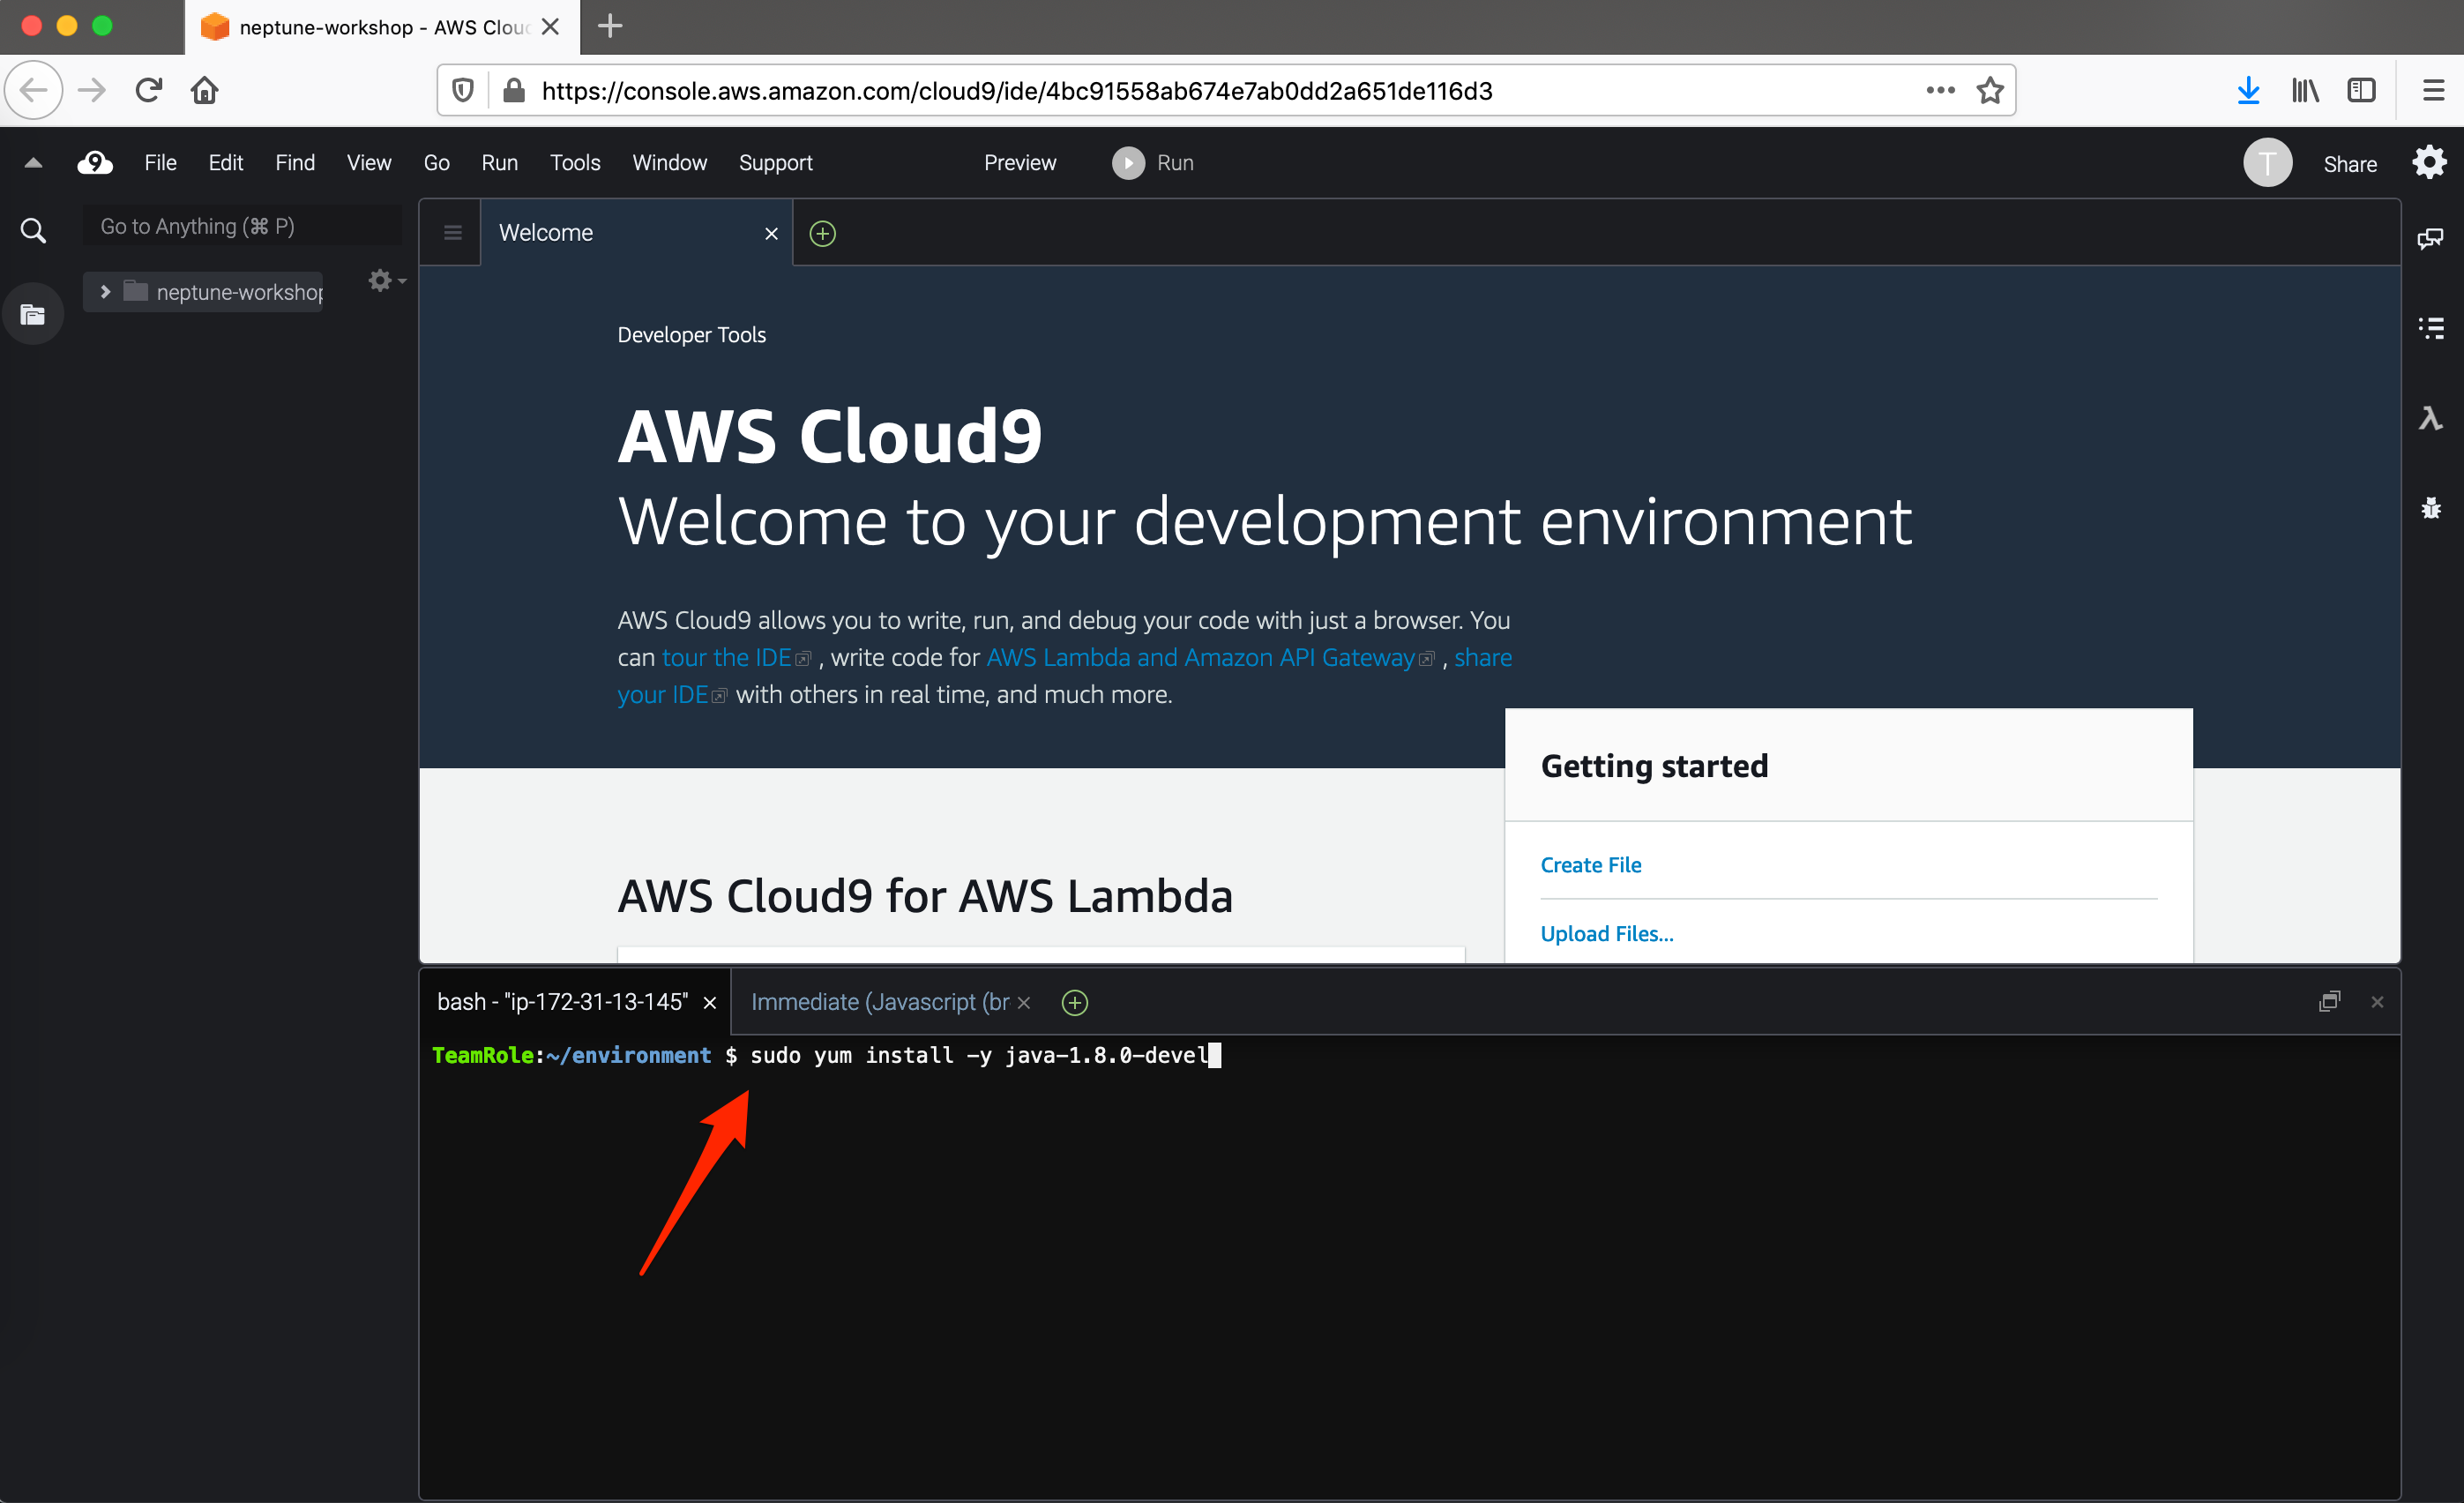 neptune-workshop - AWS Clou
https://console.aws.amazon.com/cloud9/ide/4bc91558ab674e7ab0dd2a651de116d3
9 File Edit Find View Go Run Tools Window Support Preview Run T Share
Go to Anything (⌘ P)
neptune-workshop
Welcome
Developer Tools
AWS Cloud9
Welcome to your development environment
AWS Cloud9 allows you to write, run, and debug your code with just a browser. You
can tour the IDE , write code for AWS Lambda and Amazon API Gateway , share
your IDE with others in real time, and much more.
Getting started
Create File
Upload Files...
AWS Cloud9 for AWS Lambda
bash - "ip-172-31-13-145" Immediate (Javascript (br
TeamRole:~/environment $ sudo yum install -y java-1.8.0-devel